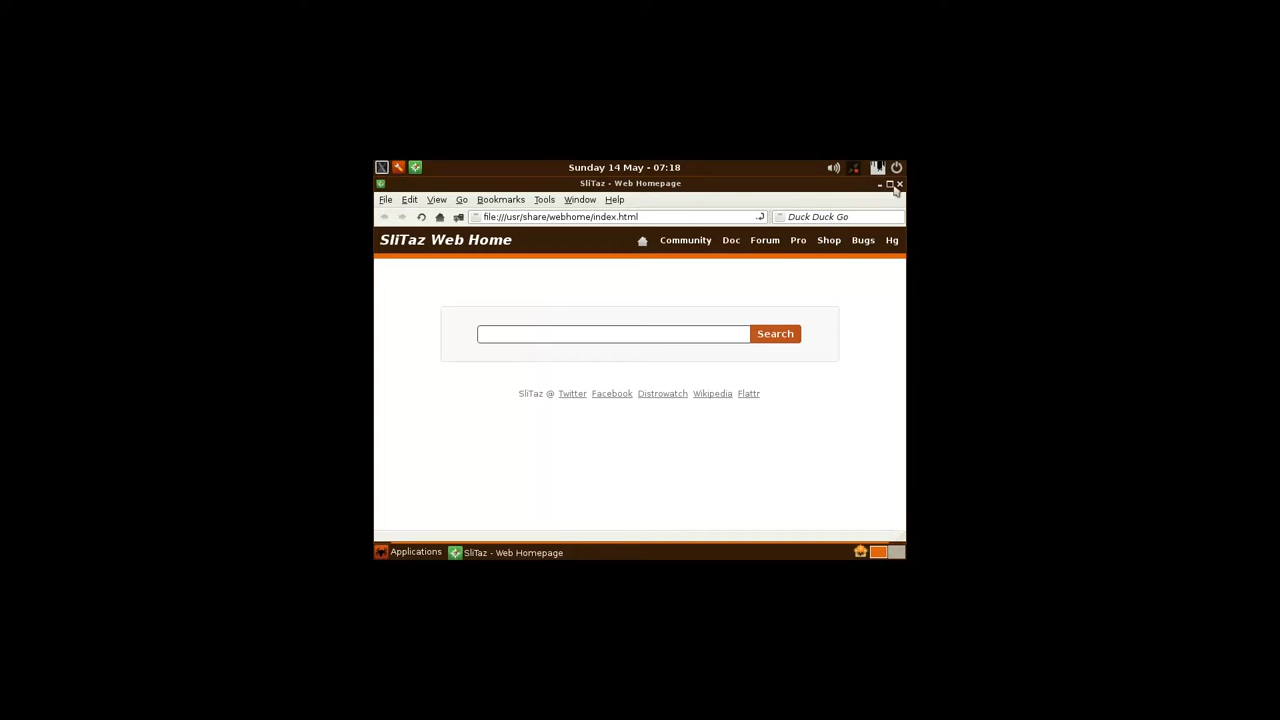 Sunday 14 May - 07:18
SliTaz - Web Homepage
File Edit View Go Bookmarks Tools Window Help
file:///usr/share/webhome/index.html Duck Duck Go
SliTaz Web Home Community Doc Forum Pro Shop Bugs Hg
Search
SliTaz @ Twitter Facebook Distrowatch Wikipedia Flattr
Applications SliTaz - Web Homepage